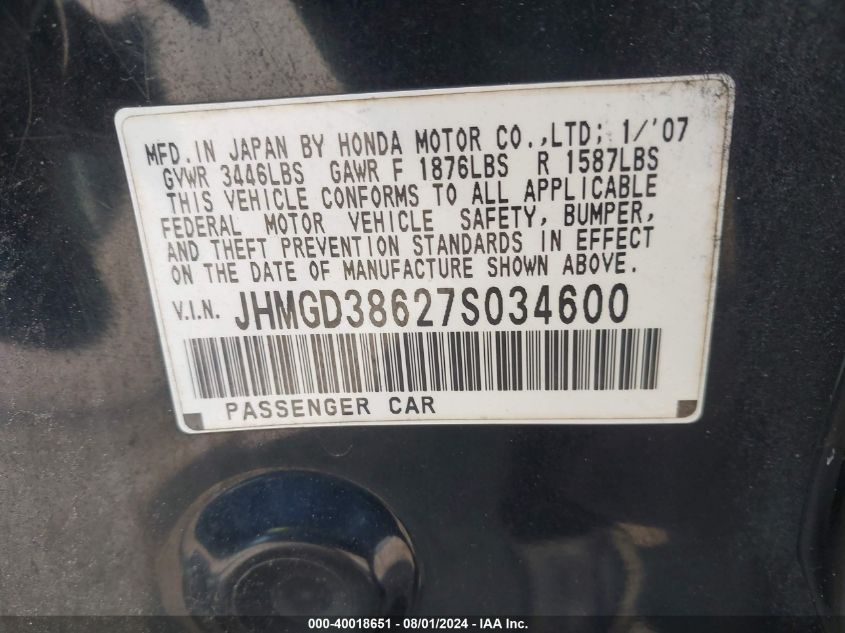 MFD. IN JAPAN BY HONDA MOTOR CO.,LTD; 1/'07
GVWR 3446LBS GAWR F 1876LBS R 1587LBS
THIS VEHICLE CONFORMS TO ALL APPLICABLE
FEDERAL MOTOR VEHICLE SAFETY, BUMPER,
AND THEFT PREVENTION STANDARDS IN EFFECT
ON THE DATE OF MANUFACTURE SHOWN ABOVE.
V.I.N. JHMGD38627S034600
PASSENGER CAR
000-40018651 - 08/01/2024 - IAA Inc.